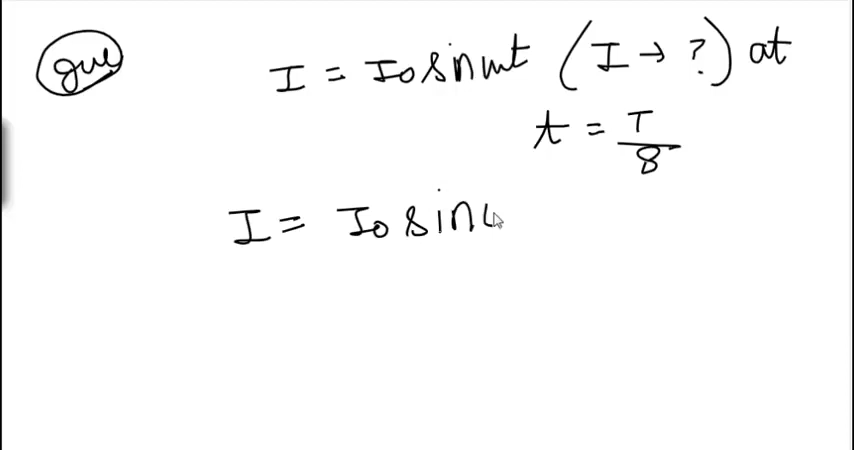 que I = I₀ sin ωt (I → ?) at
t = T/8
I = I₀ sin